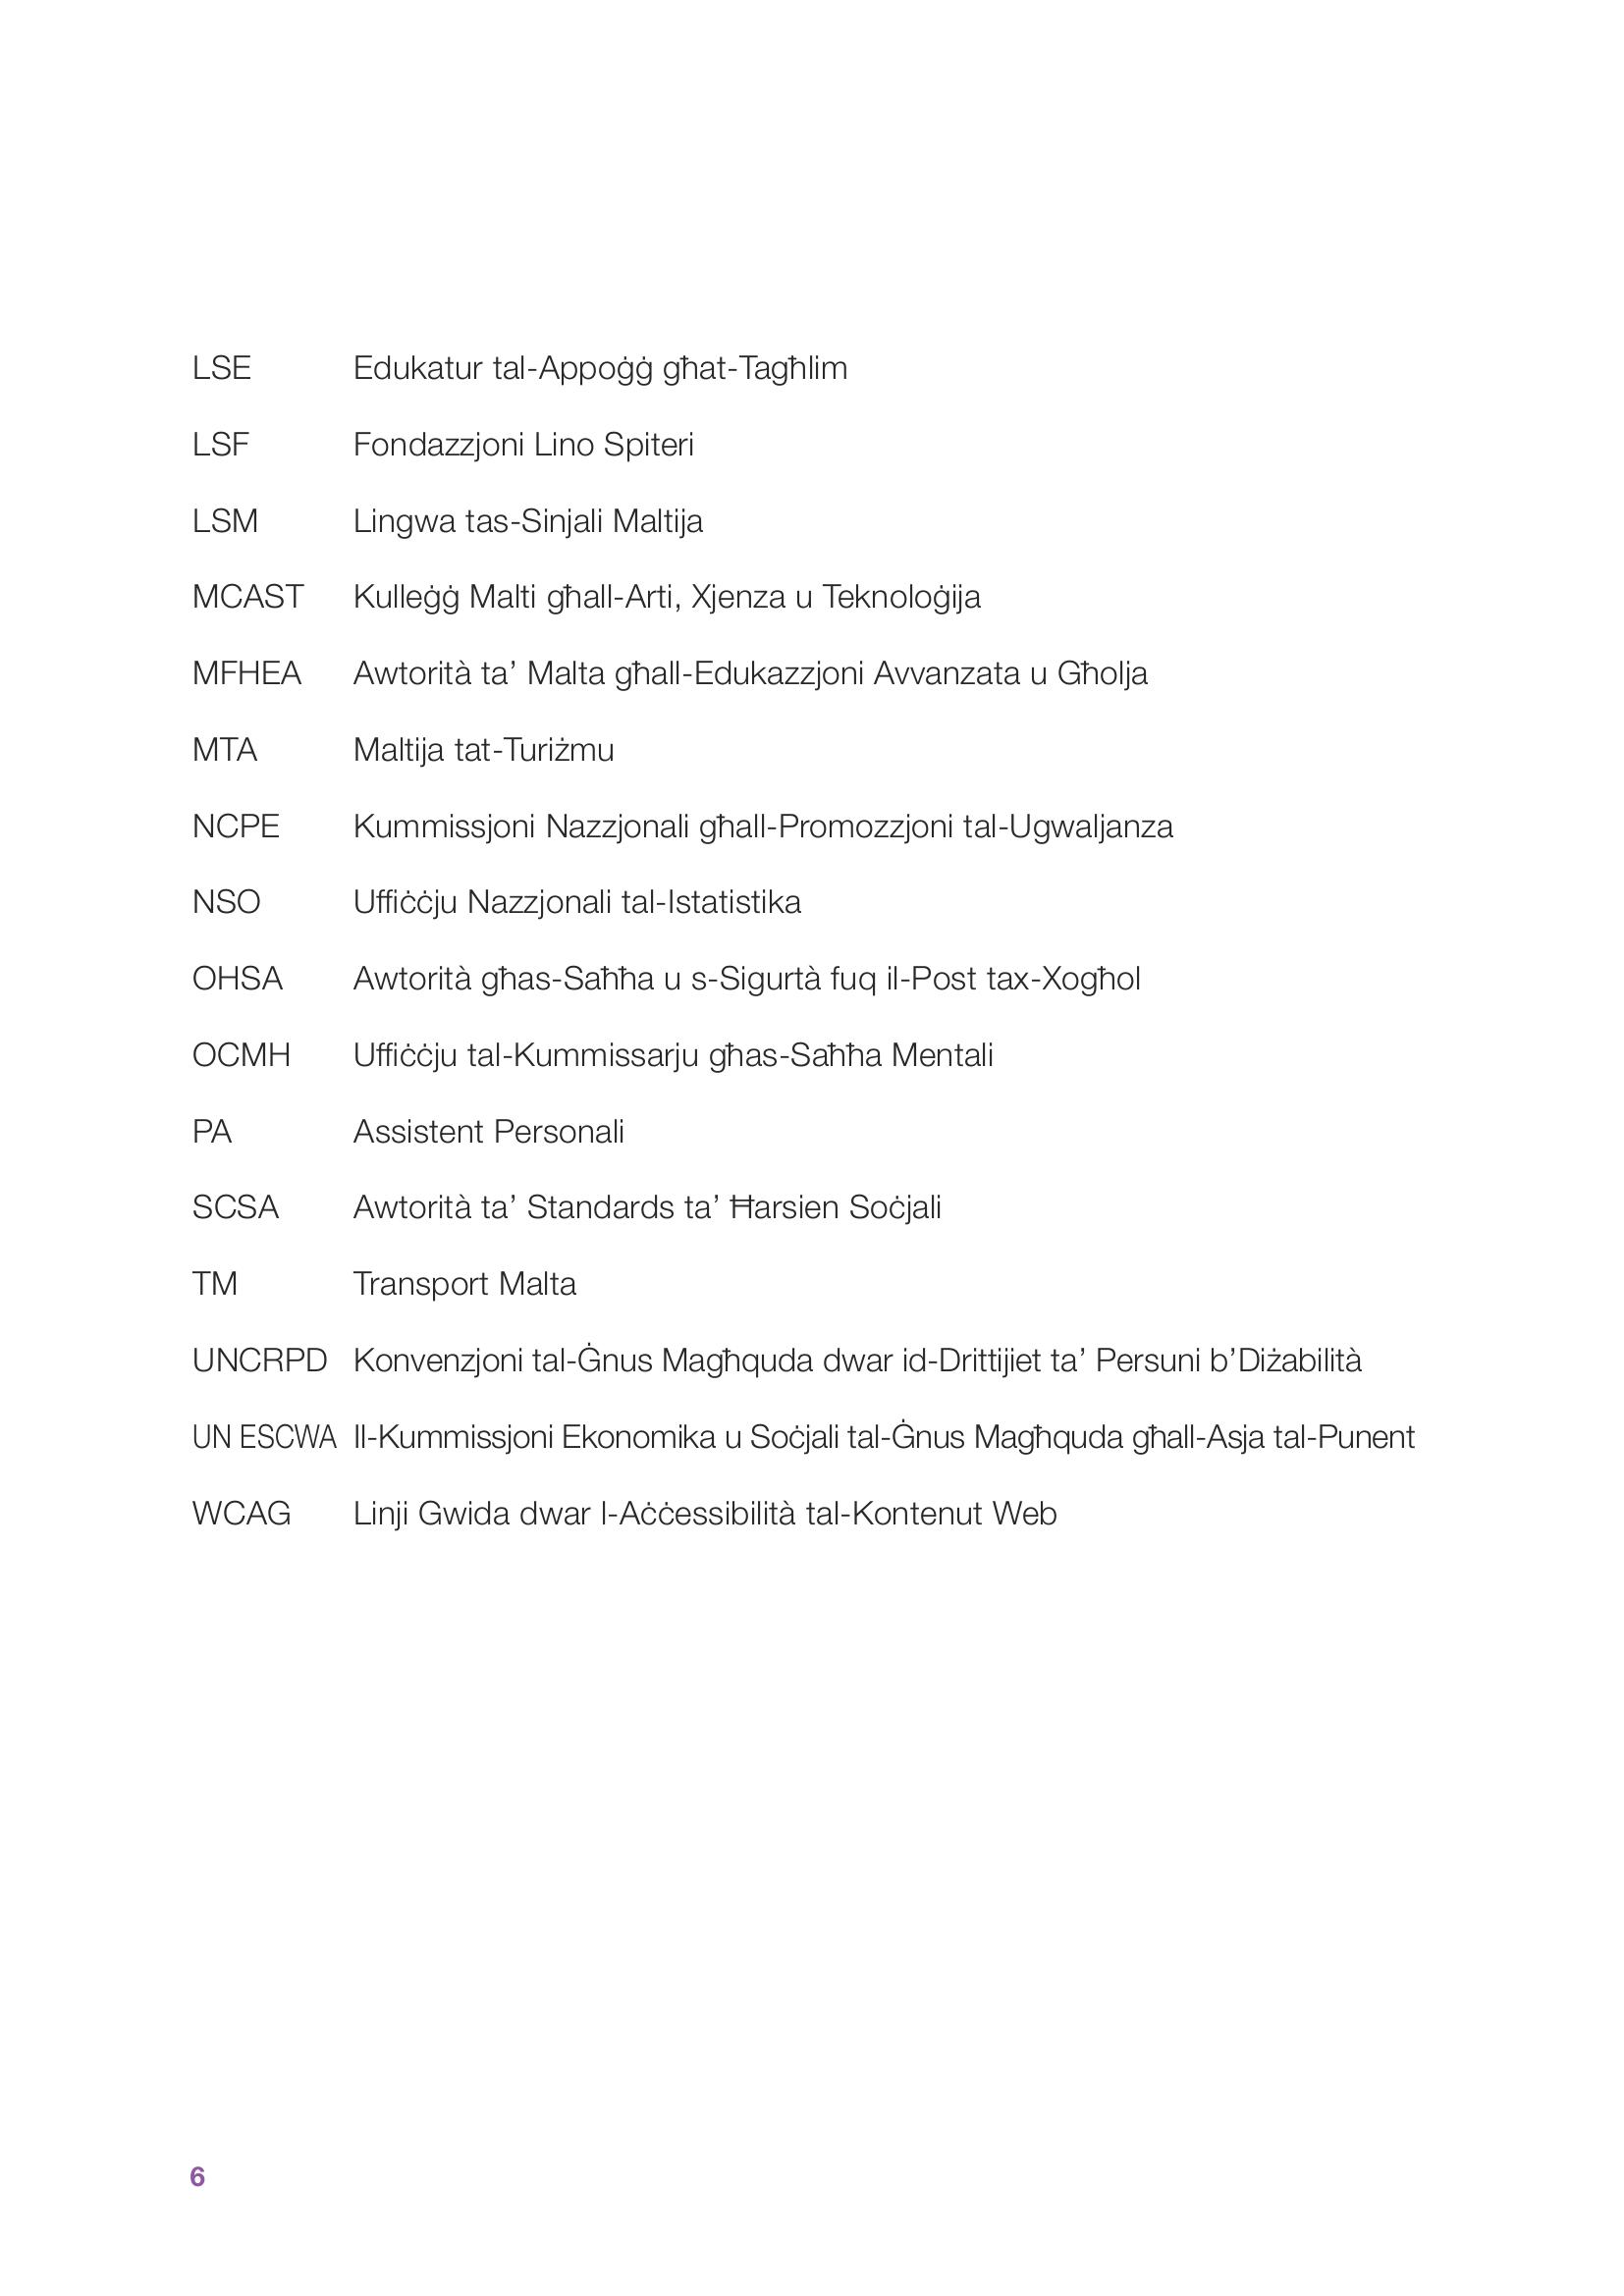 LSE Edukatur tal-Appoġġ għat-Tagħlim
LSF Fondazzjoni Lino Spiteri
LSM Lingwa tas-Sinjali Maltija
MCAST Kulleġġ Malti għall-Arti, Xjenza u Teknoloġija
MFHEA Awtorità ta’ Malta għall-Edukazzjoni Avvanzata u Għolja
MTA Maltija tat-Turiżmu
NCPE Kummissjoni Nazzjonali għall-Promozzjoni tal-Ugwaljanza
NSO Uffiċċju Nazzjonali tal-Istatistika
OHSA Awtorità għas-Saħħa u s-Sigurtà fuq il-Post tax-Xogħol
OCMH Uffiċċju tal-Kummissarju għas-Saħħa Mentali
PA Assistent Personali
SCSA Awtorità ta’ Standards ta’ Ħarsien Soċjali
TM Transport Malta
UNCRPD Konvenzjoni tal-Ġnus Magħquda dwar id-Drittijiet ta’ Persuni b’Diżabilità
UN ESCWA Il-Kummissjoni Ekonomika u Soċjali tal-Ġnus Magħquda għall-Asja tal-Punent
WCAG Linji Gwida dwar l-Aċċessibilità tal-Kontenut Web
6